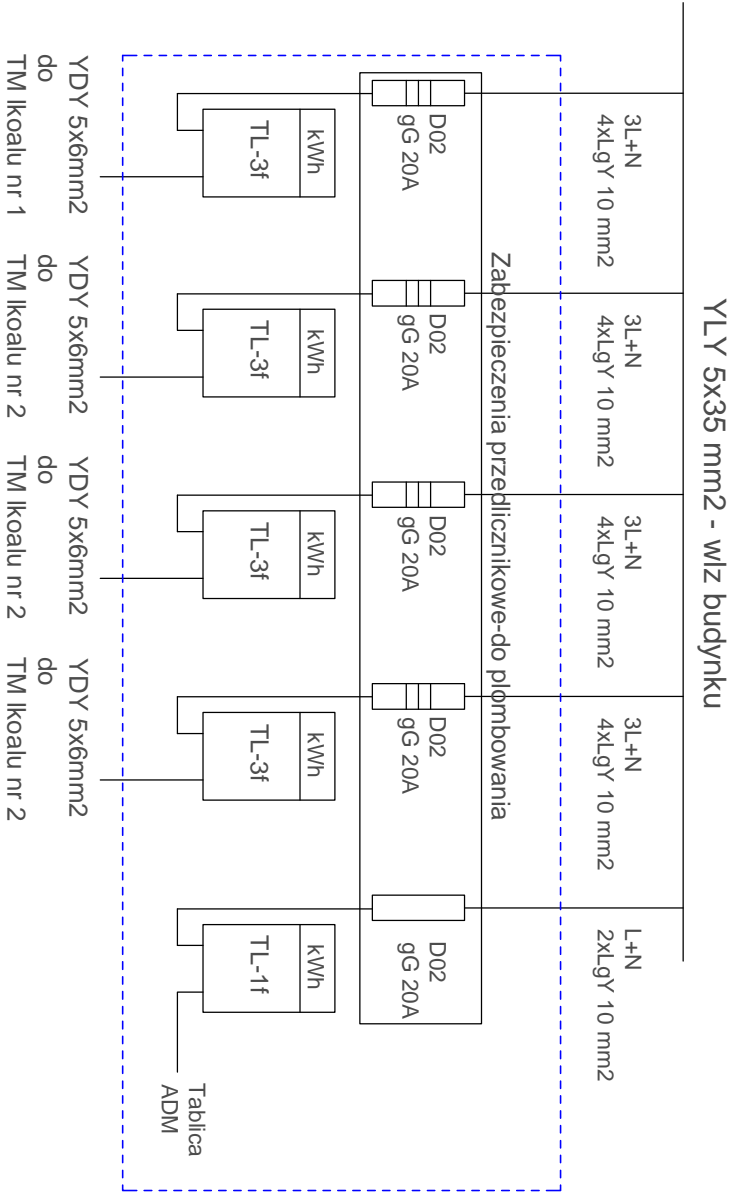 YLY 5x35 mm2 - wlz budynku
3L+N
4xLgY 10 mm2
3L+N
4xLgY 10 mm2
3L+N
4xLgY 10 mm2
3L+N
4xLgY 10 mm2
L+N
2xLgY 10 mm2
Zabezpieczenia przedlicznikowe-do plombowania
D02
gG 20A
D02
gG 20A
D02
gG 20A
D02
gG 20A
D02
gG 20A
kWh
TL-3f
kWh
TL-3f
kWh
TL-3f
kWh
TL-3f
kWh
TL-1f
Tablica
ADM
YDY 5x6mm2
do
TM lkoalu nr 1
YDY 5x6mm2
do
TM lkoalu nr 2
YDY 5x6mm2
do
TM lkoalu nr 2
YDY 5x6mm2
do
TM lkoalu nr 2